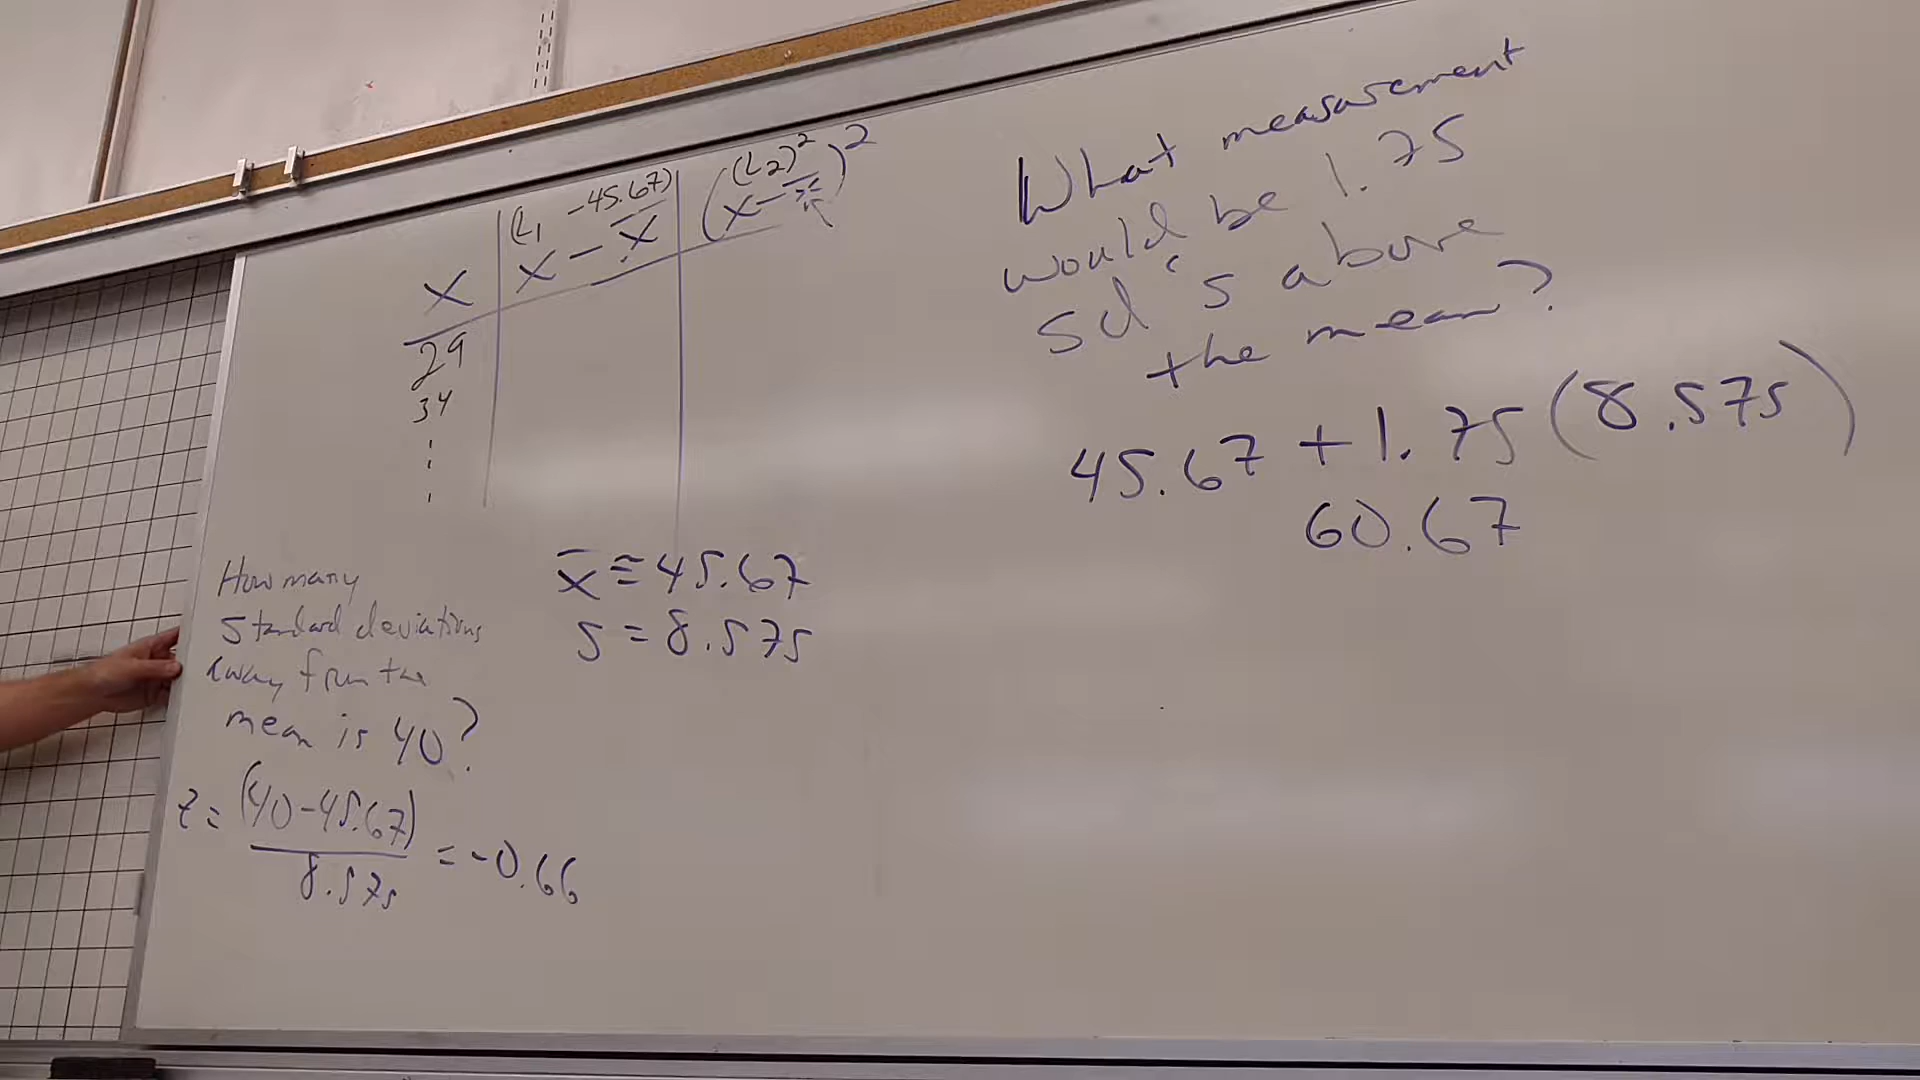 (L₁ - 45.67)
(L₂)²
x
x - x̄
(x - x̄)²
29
34
How many
standard deviations
away from the
mean is 40?
z = (40 - 45.67)
8.575
= -0.66
x̄ = 45.67
s = 8.575
What measurement
would be 1.75
sd's above
the mean?
45.67 + 1.75 (8.575)
60.67